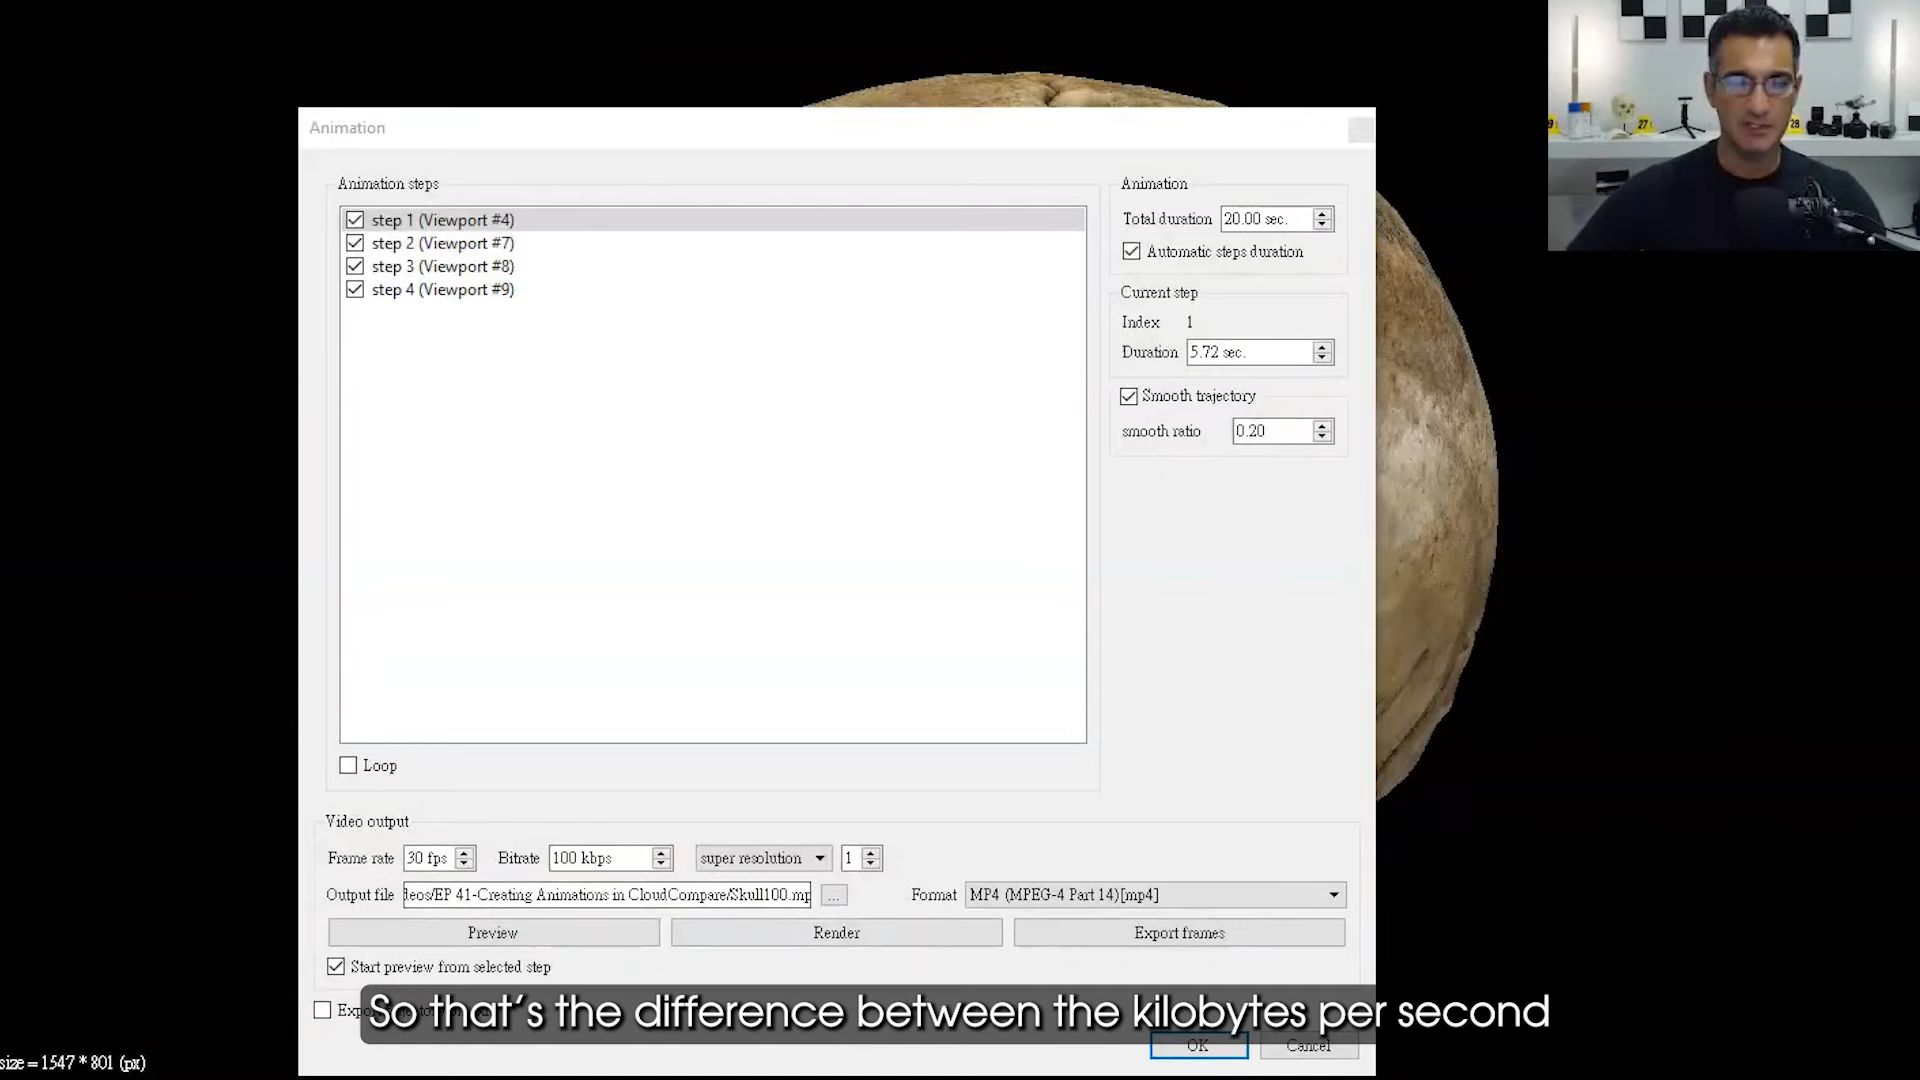 Animation
Animation steps
step 1 (Viewport #4)
step 2 (Viewport #7)
step 3 (Viewport #8)
step 4 (Viewport #9)
Loop
Animation
Total duration 20.00 sec.
Automatic steps duration
Current step
Index 1
Duration 5.72 sec.
Smooth trajectory
smooth ratio 0.20
Video output
Frame rate 30 fps Bitrate 100 kbps super resolution 1
Output file deos/EP 41-Creating Animations in CloudCompare/Skull100.mp ... Format MP4 (MPEG-4 Part 14)[mp4]
Preview Render Export frames
Start preview from selected step
So that's the difference between the kilobytes per second
OK Cancel
size = 1547 * 801 (px)
27
28